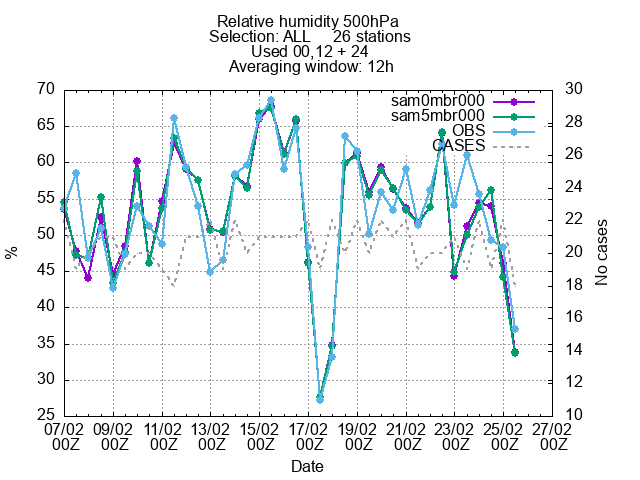 Relative humidity 500hPa
Selection: ALL 26 stations
Used 00,12 + 24
Averaging window: 12h
70
65
60
55
50
45
40
35
30
25
%
30
28
26
24
22
20
18
16
14
12
10
No cases
sam0mbr000
sam5mbr000
OBS
CASES
07/02 09/02 11/02 13/02 15/02 17/02 19/02 21/02 23/02 25/02 27/02
00Z 00Z 00Z 00Z 00Z 00Z 00Z 00Z 00Z 00Z 00Z
Date